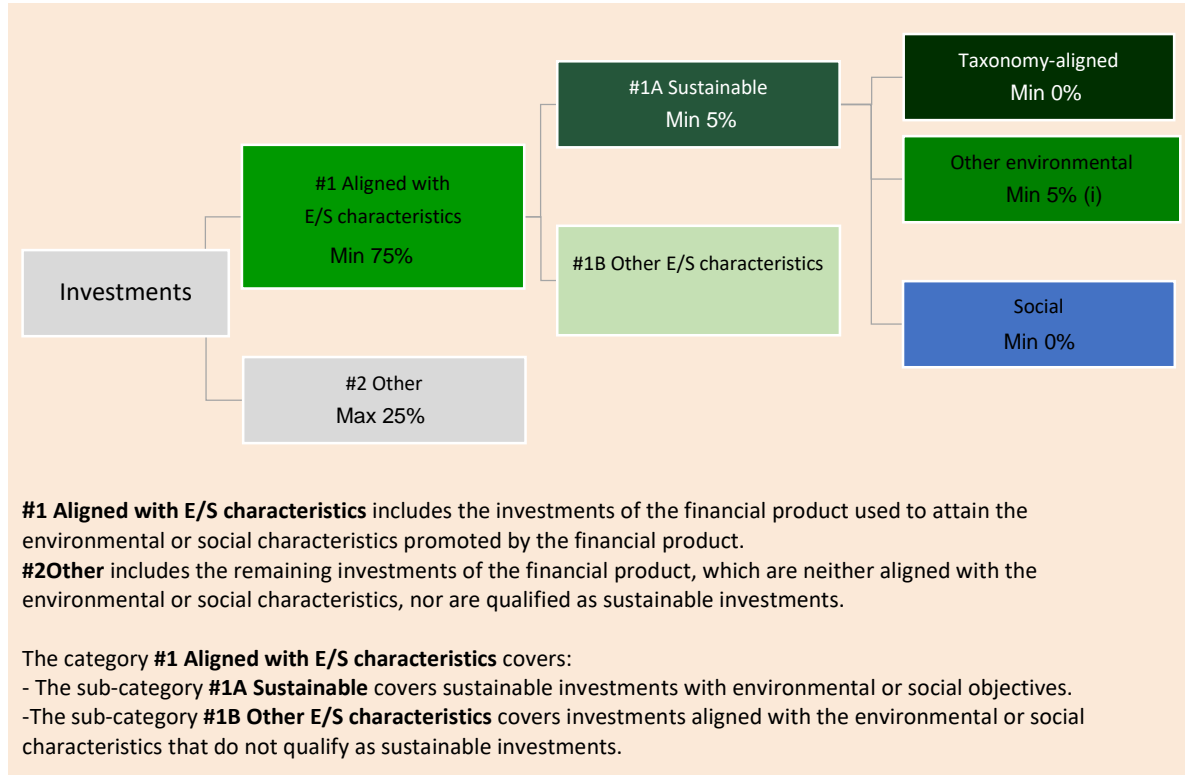 Taxonomy-aligned
Min 0%
#1A Sustainable
Min 5%
Other environmental
Min 5% (i)
#1 Aligned with
E/S characteristics
Min 75%
#1B Other E/S characteristics
Investments
Social
Min 0%
#2 Other
Max 25%
#1 Aligned with E/S characteristics includes the investments of the financial product used to attain the
environmental or social characteristics promoted by the financial product.
#2Other includes the remaining investments of the financial product, which are neither aligned with the
environmental or social characteristics, nor are qualified as sustainable investments.
The category #1 Aligned with E/S characteristics covers:
- The sub-category #1A Sustainable covers sustainable investments with environmental or social objectives.
-The sub-category #1B Other E/S characteristics covers investments aligned with the environmental or social
characteristics that do not qualify as sustainable investments.